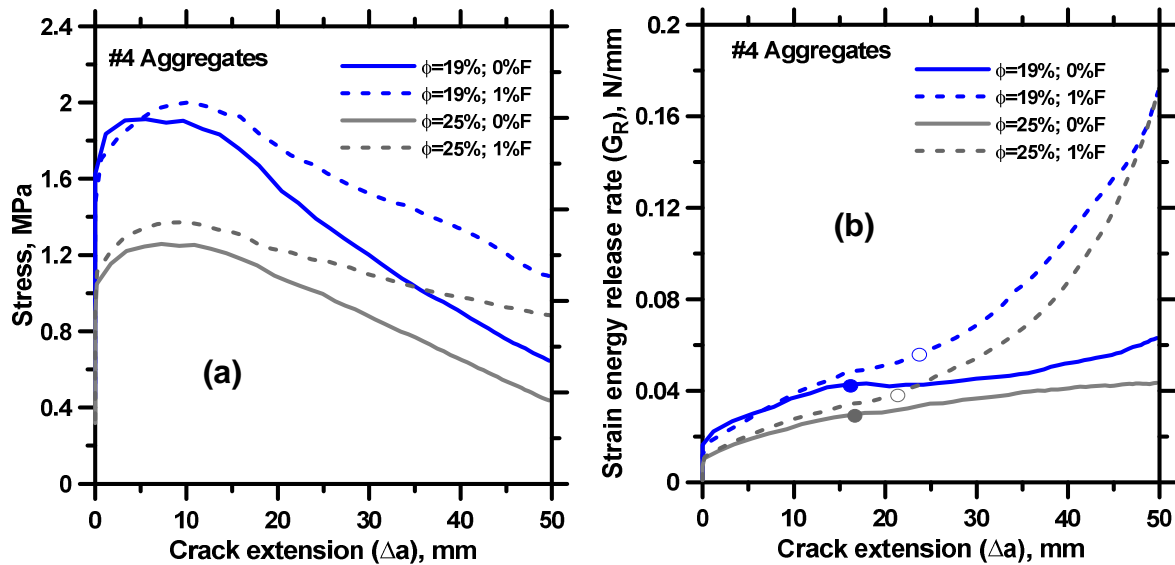 2.4
2
1.6
1.2
0.8
0.4
0
Stress, MPa
#4 Aggregates
ϕ=19%; 0%F
ϕ=19%; 1%F
ϕ=25%; 0%F
ϕ=25%; 1%F
(a)
0 10 20 30 40 50
Crack extension (Δa), mm
0.2
0.16
0.12
0.08
0.04
0
Strain energy release rate (G_R), N/mm
#4 Aggregates
ϕ=19%; 0%F
ϕ=19%; 1%F
ϕ=25%; 0%F
ϕ=25%; 1%F
(b)
0 10 20 30 40 50
Crack extension (Δa), mm